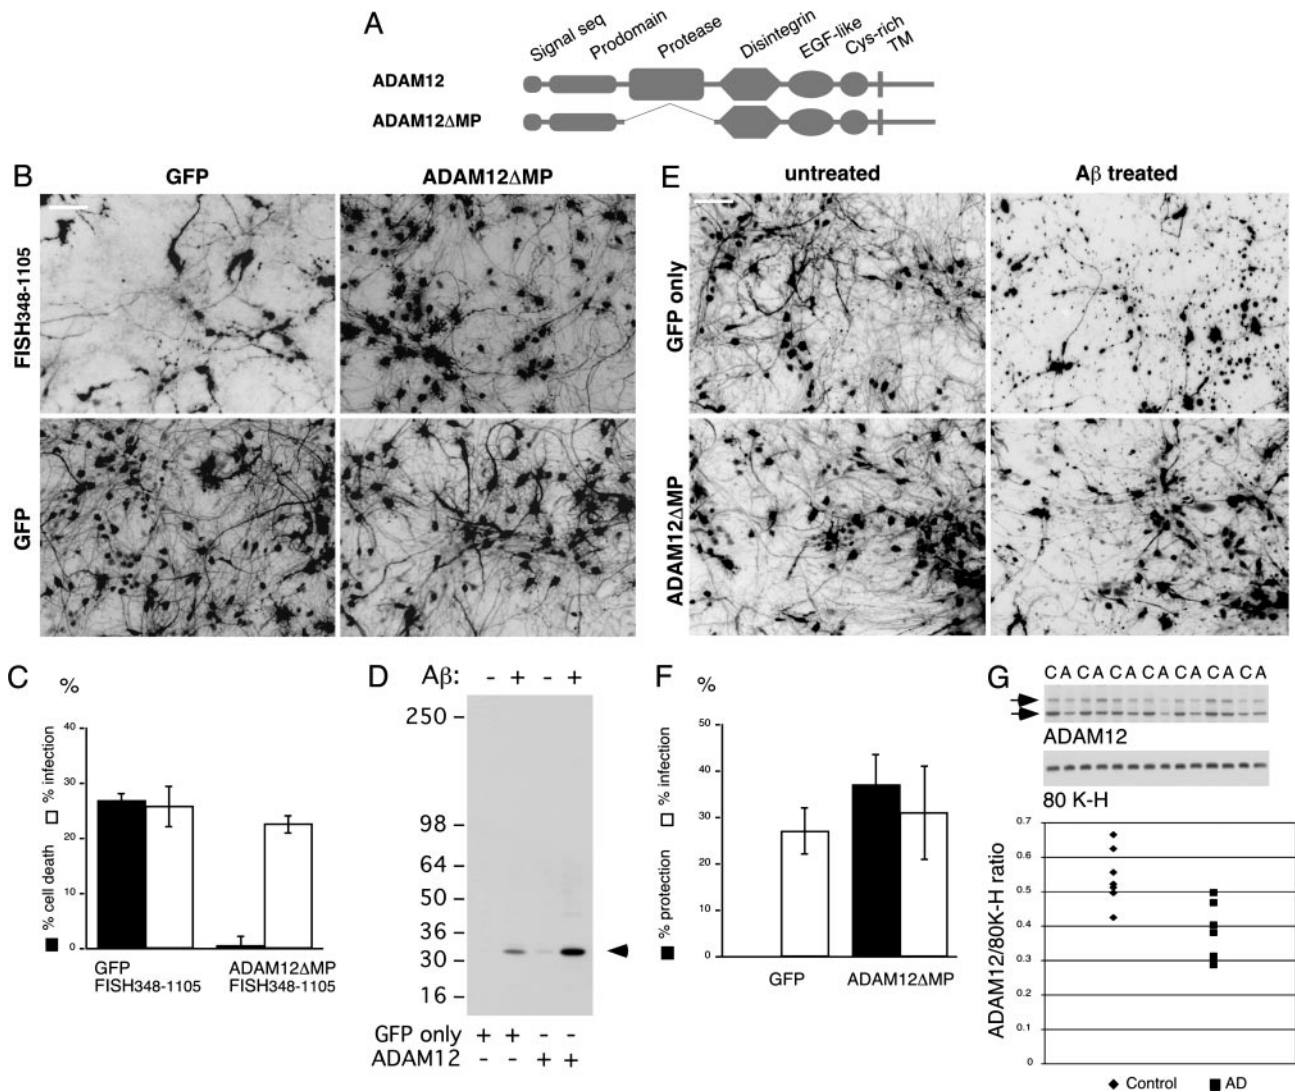 A
Signal seq
Prodomain
Protease
Disintegrin
EGF-like
Cys-rich
TM
ADAM12
ADAM12ΔMP
B
GFP
ADAM12ΔMP
FISH348-1105
GFP
E
untreated
Aβ treated
GFP only
ADAM12ΔMP
C
%
% infection
% cell death
40
30
20
10
0
GFP
FISH348-1105
ADAM12ΔMP
FISH348-1105
D
Aβ: - + - +
250
98
64
50
36
30
16
GFP only + + - -
ADAM12 - - + +
F
%
% infection
% protection
50
40
30
20
10
0
GFP
ADAM12ΔMP
G
C A C A C A C A C A C A C A
ADAM12
80 K-H
ADAM12/80K-H ratio
0.7
0.6
0.5
0.4
0.3
0.2
0.1
0
Control
AD